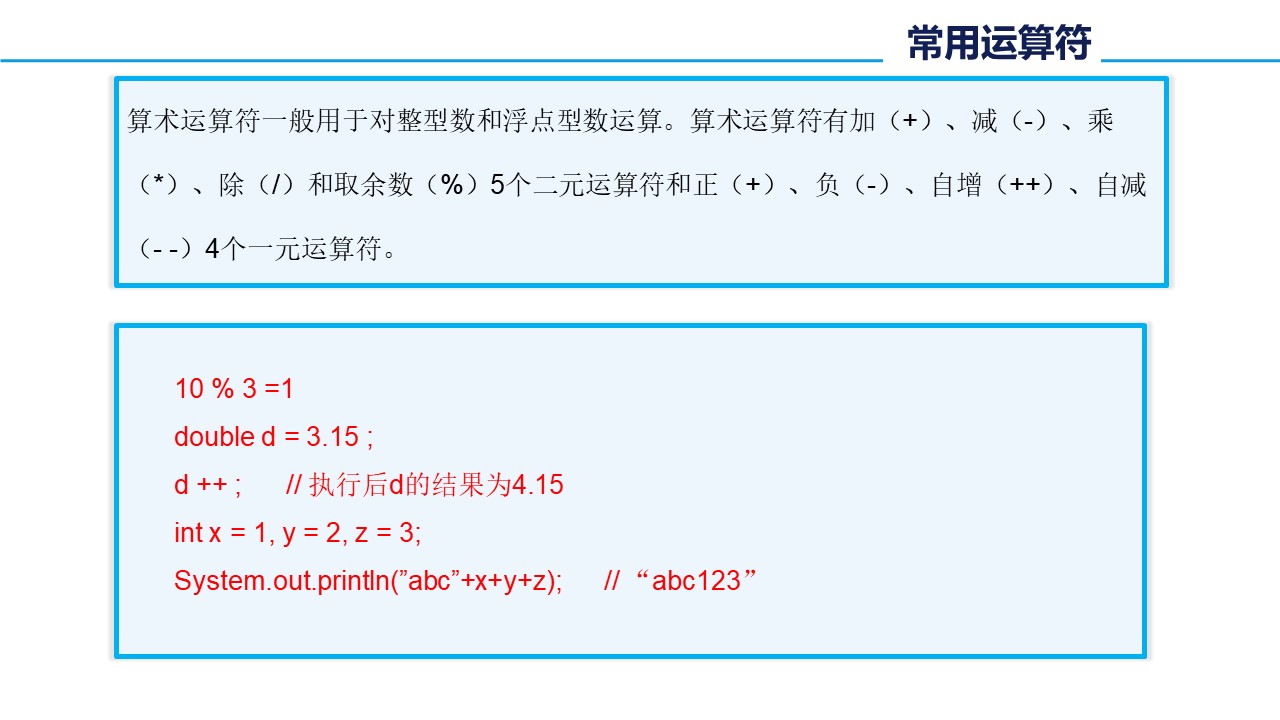 常用运算符
算术运算符一般用于对整型数和浮点型数运算。算术运算符有加（+）、减（-）、乘
（*）、除（/）和取余数（%）5个二元运算符和正（+）、负（-）、自增（++）、自减
（- -）4个一元运算符。
10 % 3 =1
double d = 3.15 ;
d ++ ; // 执行后d的结果为4.15
int x = 1, y = 2, z = 3;
System.out.println(”abc”+x+y+z); // “abc123”